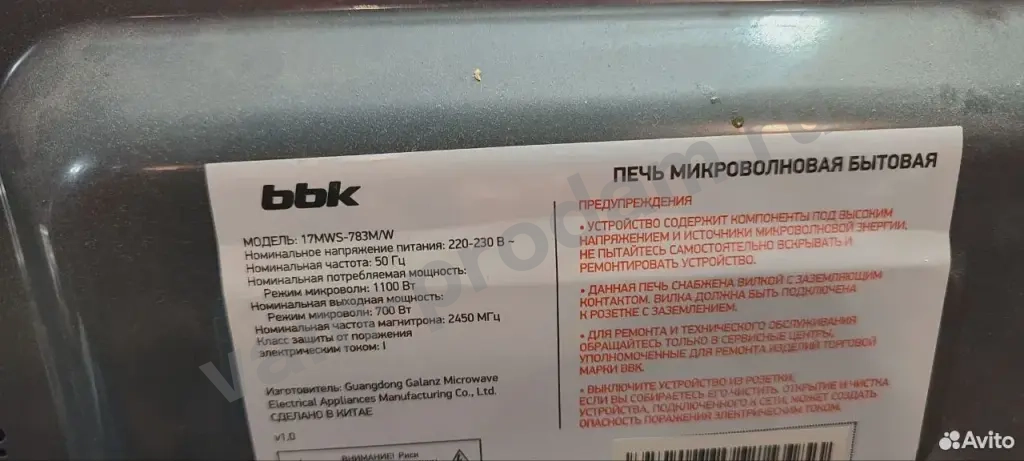 bbk
МОДЕЛЬ: 17MWS-783M/W
Номинальное напряжение питания: 220-230 В ~
Номинальная частота: 50 Гц
Номинальная потребляемая мощность:
Режим микроволн: 1100 Вт
Номинальная выходная мощность:
Режим микроволн: 700 Вт
Номинальная частота магнитрона: 2450 МГц
Класс защиты от поражения
электрическим током: I
Изготовитель: Guangdong Galanz Microwave
Electrical Appliances Manufacturing Co., Ltd.
СДЕЛАНО В КИТАЕ
v1.0
ВНИМАНИЕ! Риск
ПЕЧЬ МИКРОВОЛНОВАЯ БЫТОВАЯ
ПРЕДУПРЕЖДЕНИЯ
• УСТРОЙСТВО СОДЕРЖИТ КОМПОНЕНТЫ ПОД ВЫСОКИМ
НАПРЯЖЕНИЕМ И ИСТОЧНИКИ МИКРОВОЛНОВОЙ ЭНЕРГИИ,
НЕ ПЫТАЙТЕСЬ САМОСТОЯТЕЛЬНО ВСКРЫВАТЬ И
РЕМОНТИРОВАТЬ УСТРОЙСТВО.
• ДАННАЯ ПЕЧЬ СНАБЖЕНА ВИЛКОЙ С ЗАЗЕМЛЯЮЩИМ
КОНТАКТОМ. ВИЛКА ДОЛЖНА БЫТЬ ПОДКЛЮЧЕНА
К РОЗЕТКЕ С ЗАЗЕМЛЕНИЕМ.
• ДЛЯ РЕМОНТА И ТЕХНИЧЕСКОГО ОБСЛУЖИВАНИЯ
ОБРАЩАЙТЕСЬ ТОЛЬКО В СЕРВИСНЫЕ ЦЕНТРЫ,
УПОЛНОМОЧЕННЫЕ ДЛЯ РЕМОНТА ИЗДЕЛИЙ ТОРГОВОЙ
МАРКИ BBK.
• ВЫКЛЮЧИТЕ УСТРОЙСТВО ИЗ РОЗЕТКИ,
ЕСЛИ ВЫ СОБИРАЕТЕСЬ ЕГО ЧИСТИТЬ. ОТКРЫТИЕ И ЧИСТКА
УСТРОЙСТВА, ПОДКЛЮЧЕННОГО К СЕТИ, МОЖЕТ СОЗДАТЬ
ОПАСНОСТЬ ПОРАЖЕНИЯ ЭЛЕКТРИЧЕСКИМ ТОКОМ.
Avito